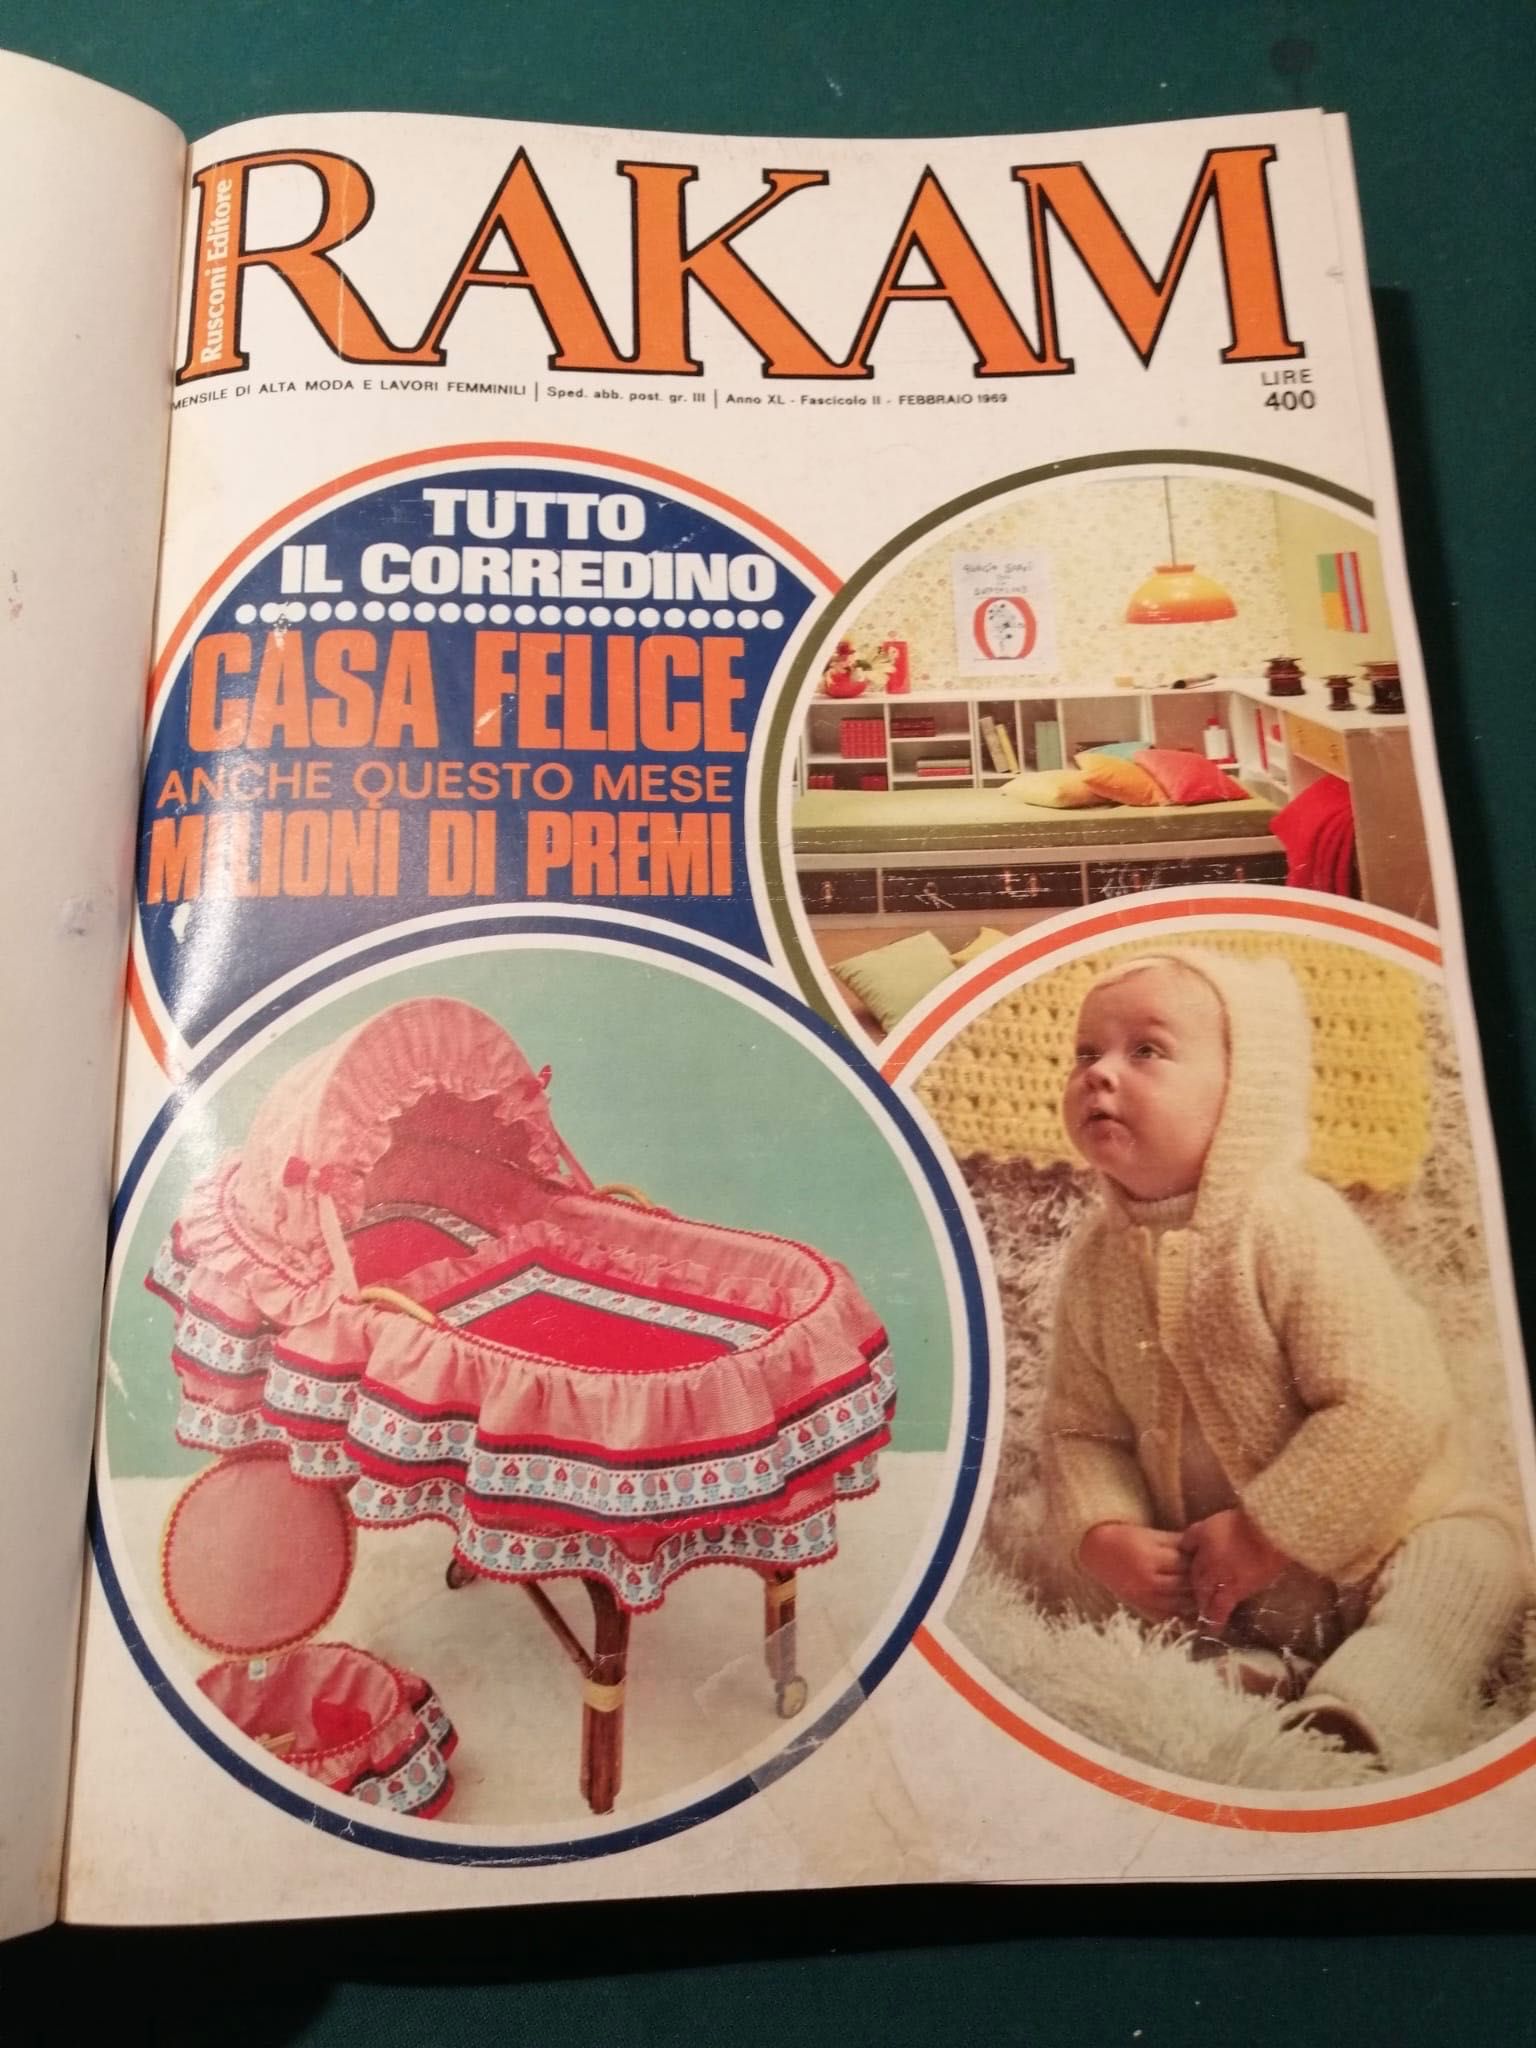 RAKAM
Rusconi Editore
MENSILE DI ALTA MODA E LAVORI FEMMINILI | Sped. abb. post. gr. III | Anno XL - Fascicolo II - FEBBRAIO 1969
LIRE
400
TUTTO
IL CORREDINO
CASA FELICE
ANCHE QUESTO MESE
MILIONI DI PREMI